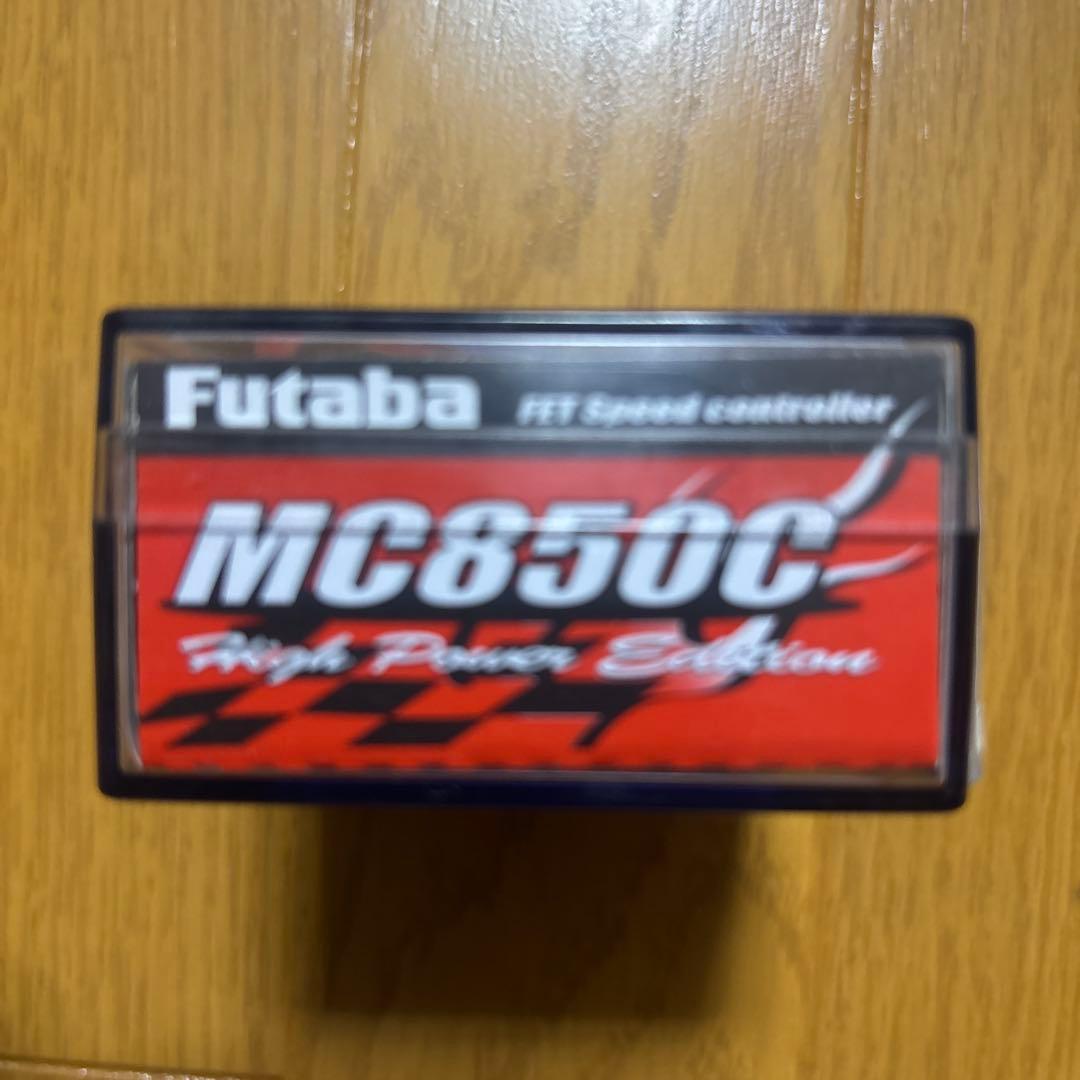 Futaba FET Speed controller
MC850C
High Power Edition